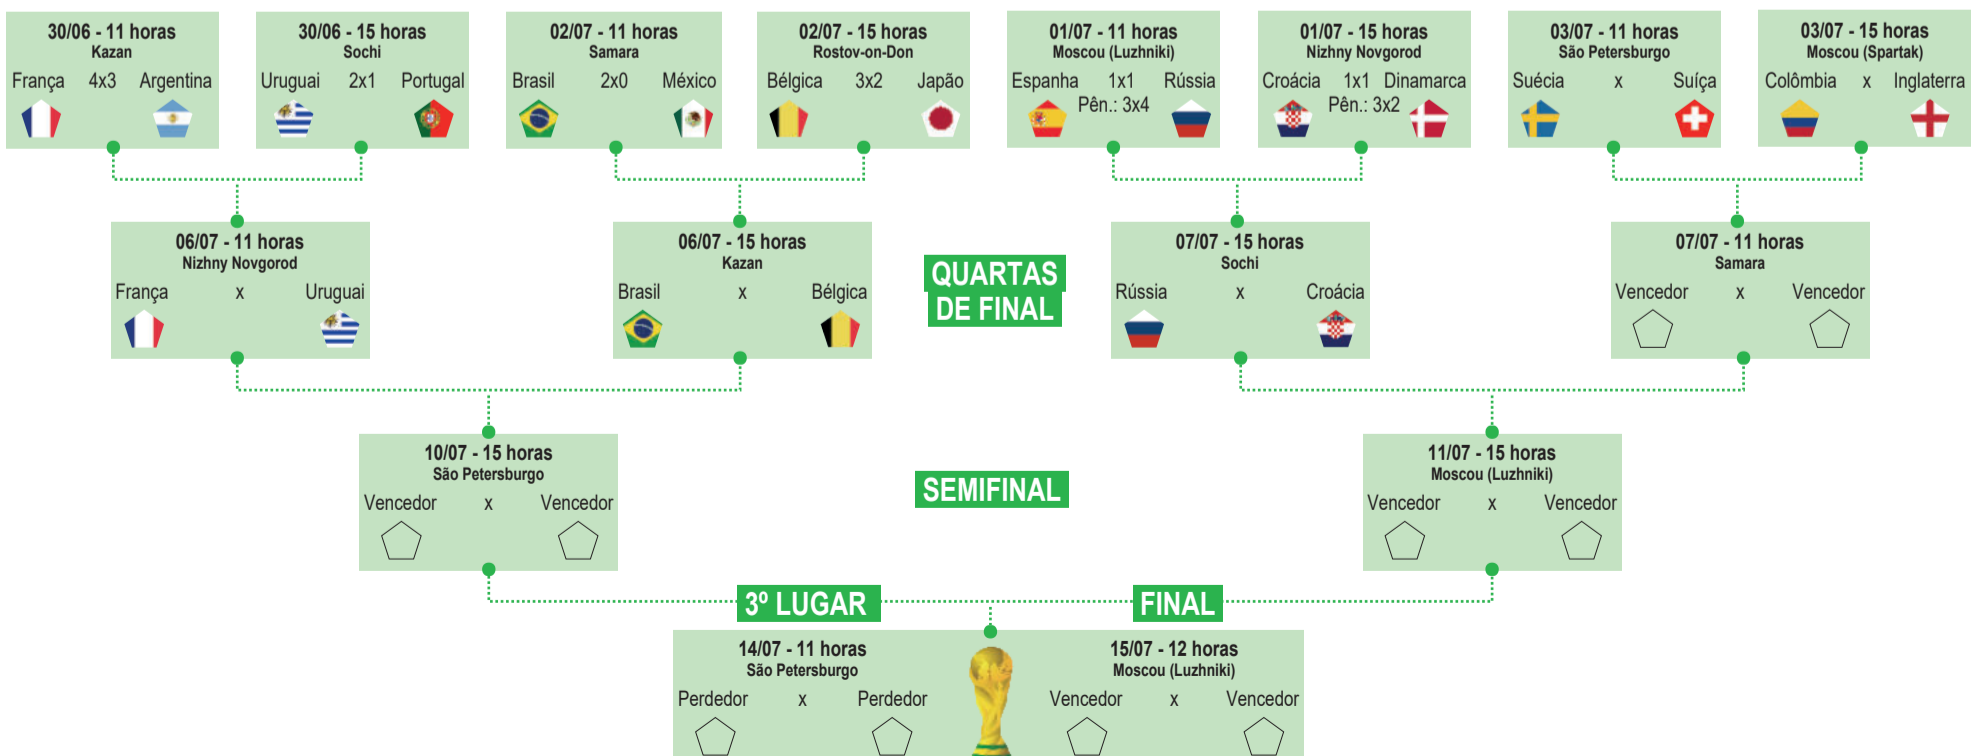 30/06 - 11 horas
Kazan
França 4x3 Argentina
30/06 - 15 horas
Sochi
Uruguai 2x1 Portugal
02/07 - 11 horas
Samara
Brasil 2x0 México
02/07 - 15 horas
Rostov-on-Don
Bélgica 3x2 Japão
01/07 - 11 horas
Moscou (Luzhniki)
Espanha 1x1 Rússia
Pên.: 3x4
01/07 - 15 horas
Nizhny Novgorod
Croácia 1x1 Dinamarca
Pên.: 3x2
03/07 - 11 horas
São Petersburgo
Suécia x Suíça
03/07 - 15 horas
Moscou (Spartak)
Colômbia x Inglaterra
06/07 - 11 horas
Nizhny Novgorod
França x Uruguai
06/07 - 15 horas
Kazan
Brasil x Bélgica
QUARTAS
DE FINAL
07/07 - 15 horas
Sochi
Rússia x Croácia
07/07 - 11 horas
Samara
Vencedor x Vencedor
10/07 - 15 horas
São Petersburgo
Vencedor x Vencedor
SEMIFINAL
11/07 - 15 horas
Moscou (Luzhniki)
Vencedor x Vencedor
3º LUGAR
14/07 - 11 horas
São Petersburgo
Perdedor x Perdedor
FINAL
15/07 - 12 horas
Moscou (Luzhniki)
Vencedor x Vencedor